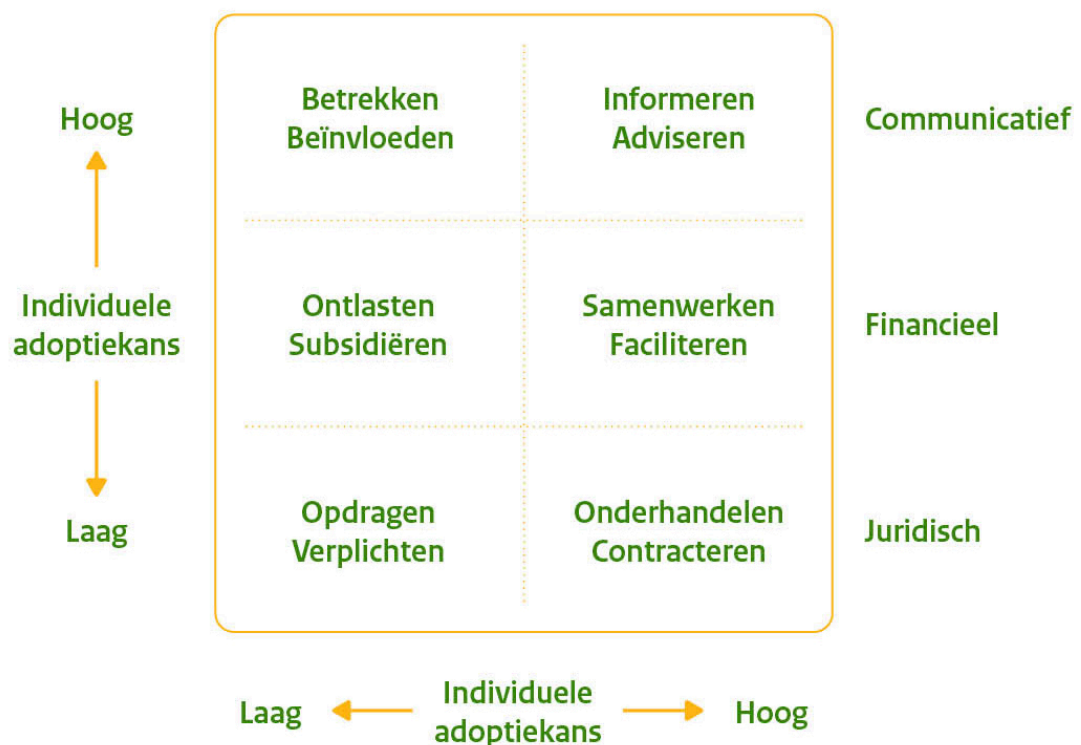 Betrekken
Beïnvloeden
Informeren
Adviseren
Hoog
Communicatief
Individuele
adoptiekans
Ontlasten
Subsidiëren
Samenwerken
Faciliteren
Financieel
Laag
Opdragen
Verplichten
Onderhandelen
Contracteren
Juridisch
Laag
Individuele
adoptiekans
Hoog